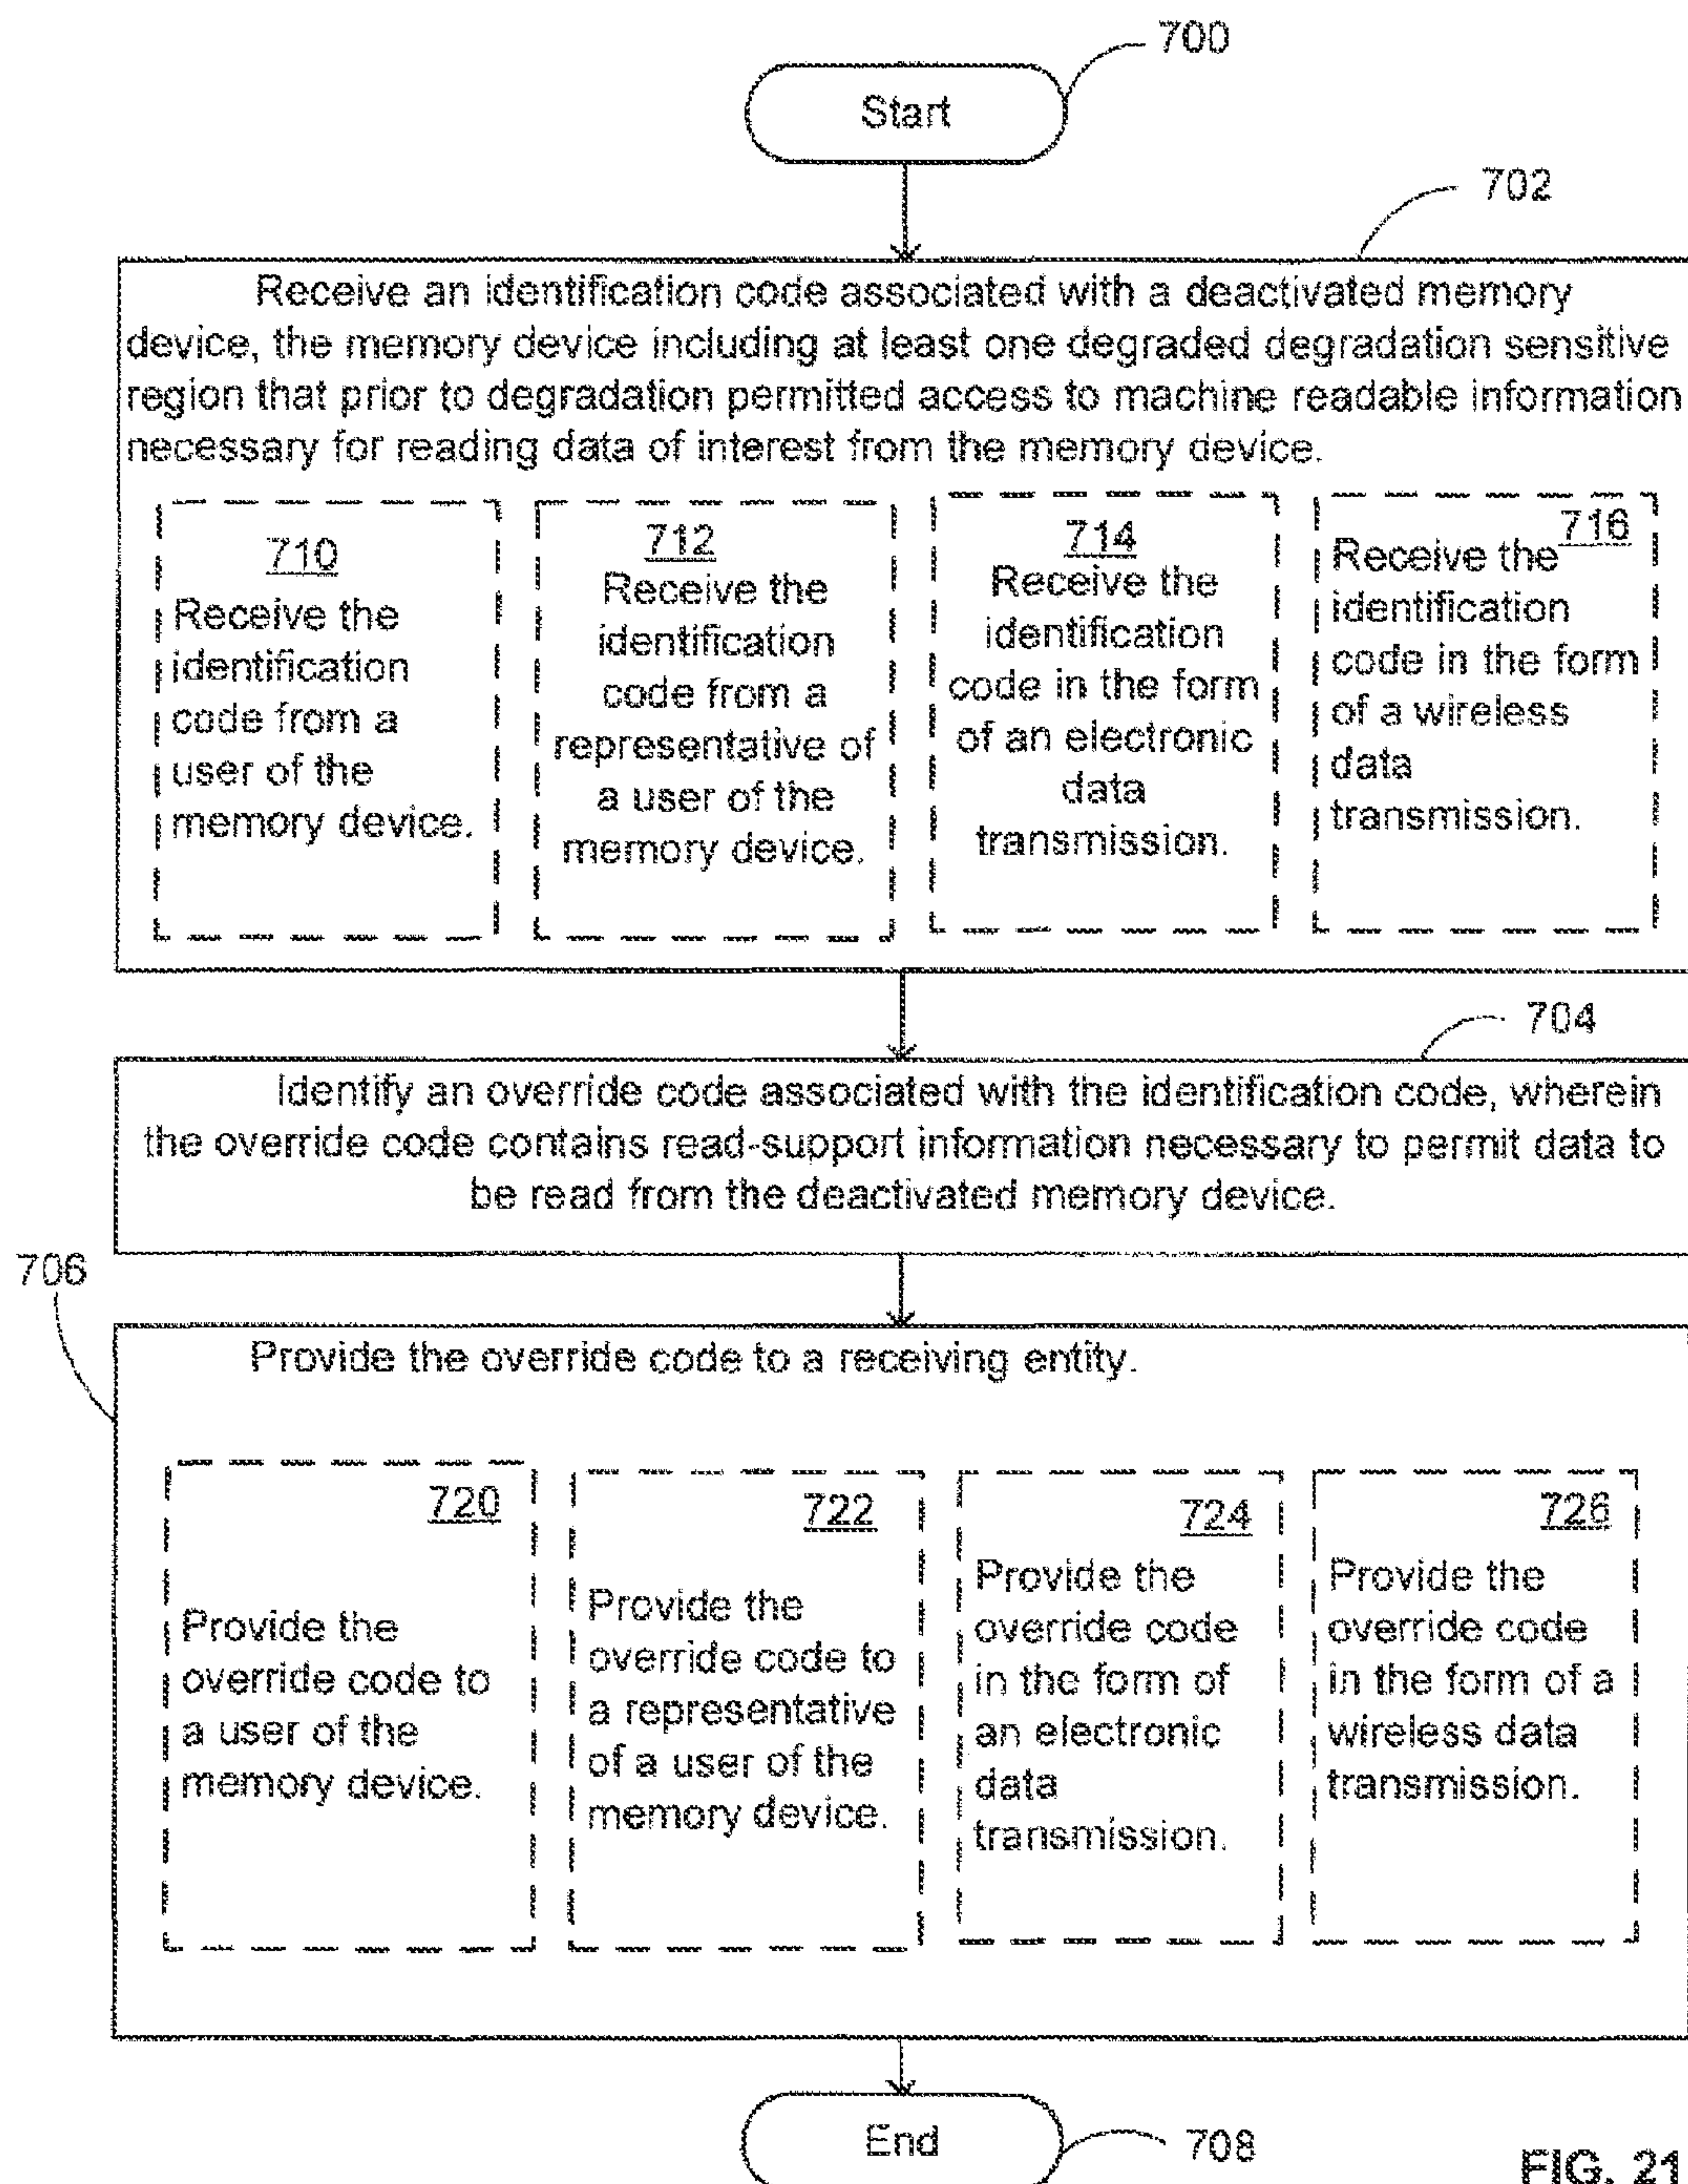 700
Start
702
Receive an identification code associated with a deactivated memory
device, the memory device including at least one degraded degradation sensitive
region that prior to degradation permitted access to machine readable information
necessary for reading data of interest from the memory device.
710
Receive the
identification
code from a
user of the
memory device.
712
Receive the
identification
code from a
representative of
a user of the
memory device.
714
Receive the
identification
code in the form
of an electronic
data
transmission.
716
Receive the
identification
code in the form
of a wireless
data
transmission.
704
Identify an override code associated with the identification code, wherein
the override code contains read-support information necessary to permit data to
be read from the deactivated memory device.
706
Provide the override code to a receiving entity.
720
Provide the
override code to
a user of the
memory device.
722
Provide the
override code to
a representative
of a user of the
memory device.
724
Provide the
override code
in the form of
an electronic
data
transmission.
726
Provide the
override code
in the form of a
wireless data
transmission.
End
708
FIG. 21